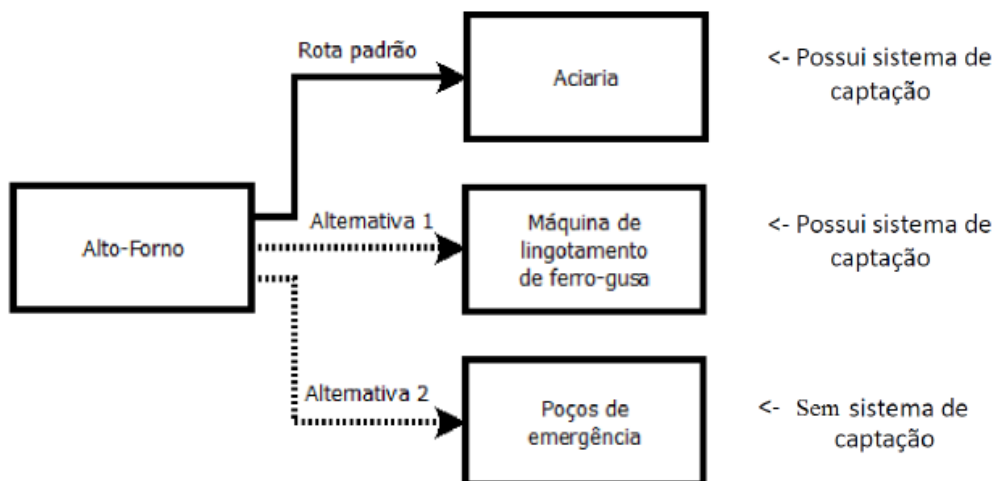 Rota padrão
Aciaria
<- Possui sistema de
captação
Alto-Forno
Alternativa 1
Máquina de
lingotamento
de ferro-gusa
<- Possui sistema de
captação
Alternativa 2
Poços de
emergência
<- Sem sistema de
captação